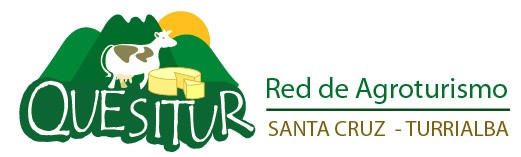 QUESITUR
Red de Agroturismo
SANTA CRUZ - TURRIALBA